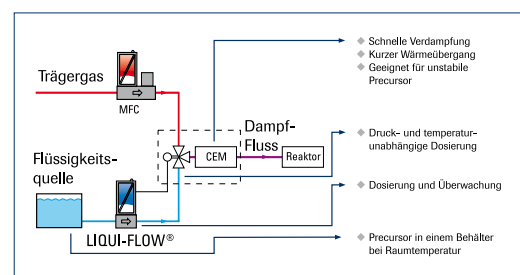 Trägergas
MFC
Flüssigkeits-
quelle
LIQUI-FLOW®
Dampf-
Fluss
CEM
Reaktor
◆ Schnelle Verdampfung
◆ Kurzer Wärmeübergang
◆ Geeignet für unstabile
Precursor
◆ Druck- und temperatur-
unabhängige Dosierung
◆ Dosierung und Überwachung
◆ Precursor in einem Behälter
bei Raumtemperatur